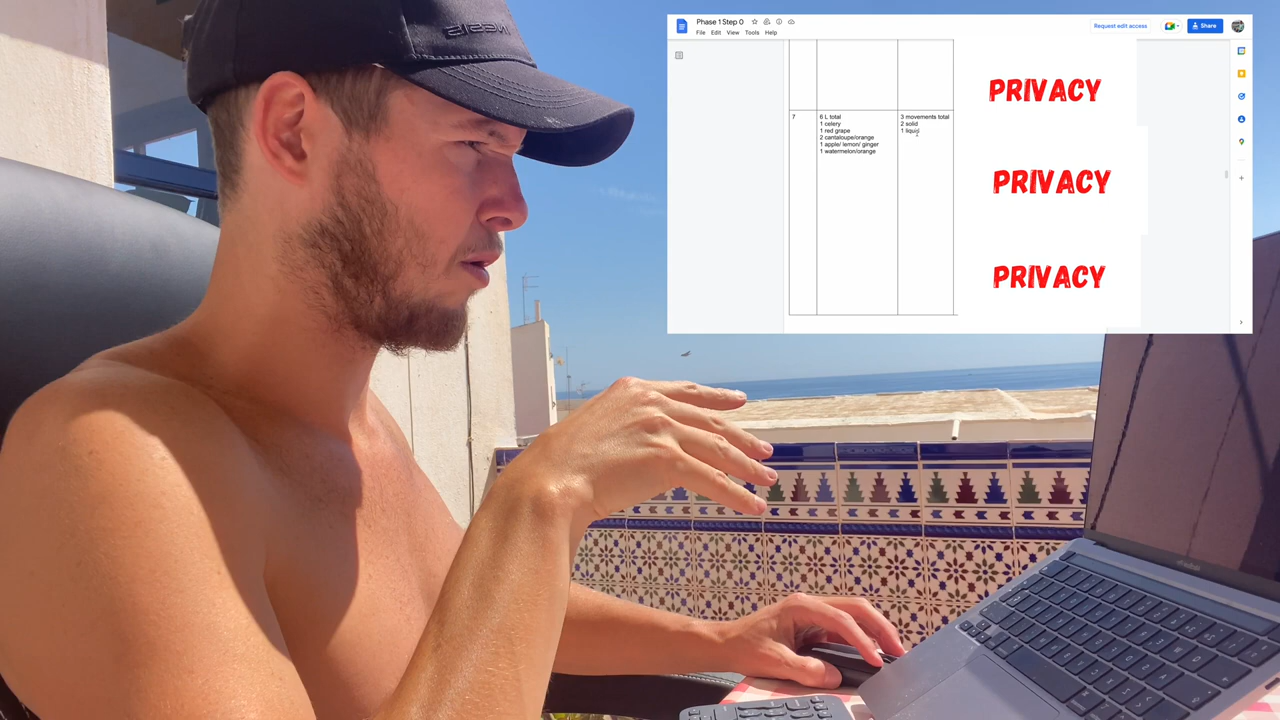 Phase 1 Step 0
File Edit View Tools Help
Request edit access
Share
PRIVACY
7
6 L total
1 celery
1 red grape
2 cantaloupe/orange
1 apple/ lemon/ ginger
1 watermelon/orange
3 movements total
2 solid
1 liquid
PRIVACY
PRIVACY